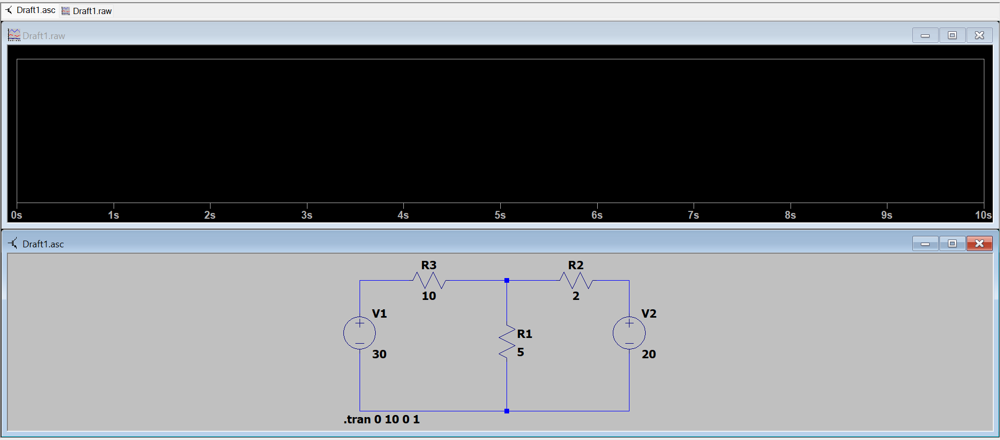 Draft1.asc Draft1.raw
Draft1.raw
0s 1s 2s 3s 4s 5s 6s 7s 8s 9s 10s
Draft1.asc
R3 R2
10 2
V1 V2
R1
5
30 20
.tran 0 10 0 1